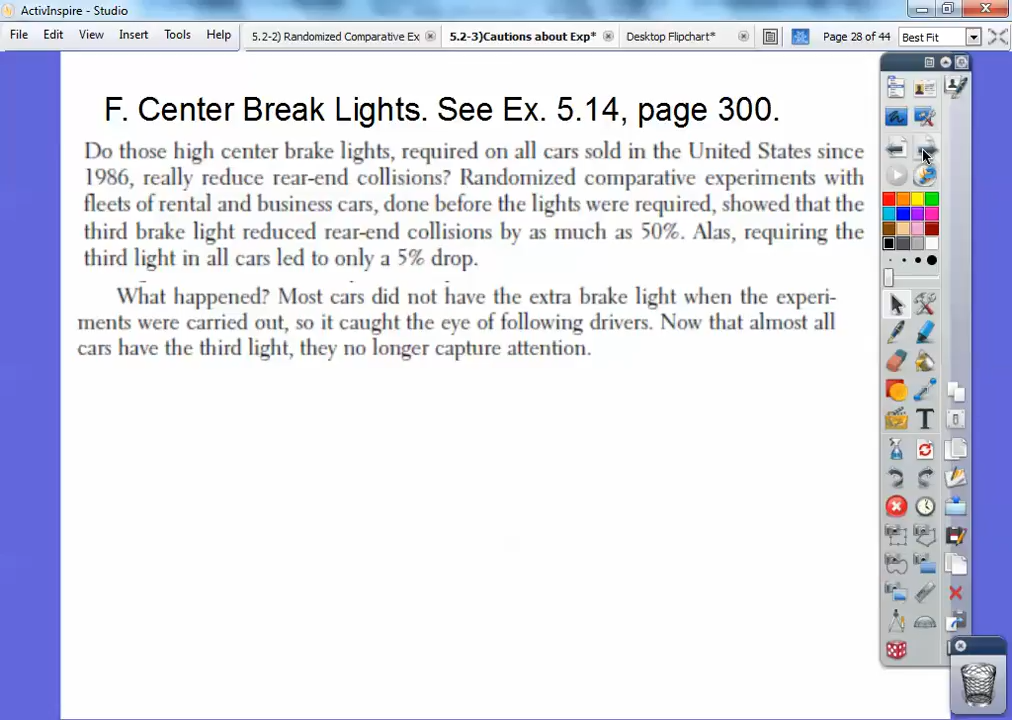 ActivInspire - Studio
File Edit View Insert Tools Help
5.2-2) Randomized Comparative Ex
5.2-3)Cautions about Exp*
Desktop Flipchart*
Page 28 of 44
Best Fit
F. Center Break Lights. See Ex. 5.14, page 300.
Do those high center brake lights, required on all cars sold in the United States since
1986, really reduce rear-end collisions? Randomized comparative experiments with
fleets of rental and business cars, done before the lights were required, showed that the
third brake light reduced rear-end collisions by as much as 50%. Alas, requiring the
third light in all cars led to only a 5% drop.
What happened? Most cars did not have the extra brake light when the experi-
ments were carried out, so it caught the eye of following drivers. Now that almost all
cars have the third light, they no longer capture attention.
T